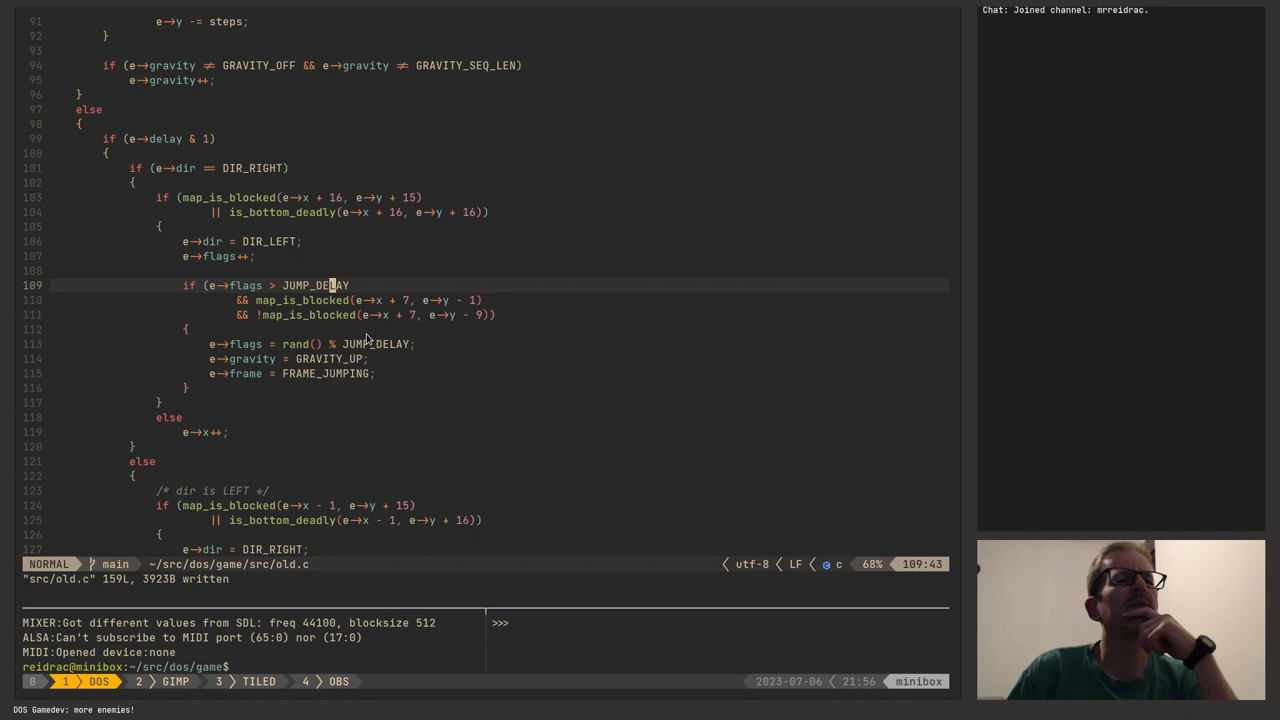 91                 e->y -= steps;
92         }
93
94         if (e->gravity ≠ GRAVITY_OFF && e->gravity ≠ GRAVITY_SEQ_LEN)
95             e->gravity++;
96     }
97     else
98     {
99         if (e->delay & 1)
100         {
101             if (e->dir == DIR_RIGHT)
102             {
103                 if (map_is_blocked(e->x + 16, e->y + 15)
104                         || is_bottom_deadly(e->x + 16, e->y + 16))
105                 {
106                     e->dir = DIR_LEFT;
107                     e->flags++;
108
109                     if (e->flags > JUMP_DELAY
110                             && map_is_blocked(e->x + 7, e->y - 1)
111                             && !map_is_blocked(e->x + 7, e->y - 9))
112                     {
113                         e->flags = rand() % JUMP_DELAY;
114                         e->gravity = GRAVITY_UP;
115                         e->frame = FRAME_JUMPING;
116                     }
117                 }
118                 else
119                     e->x++;
120             }
121             else
122             {
123                 /* dir is LEFT */
124                 if (map_is_blocked(e->x - 1, e->y + 15)
125                         || is_bottom_deadly(e->x - 1, e->y + 16))
126                 {
127                     e->dir = DIR_RIGHT;
NORMAL main ~/src/dos/game/src/old.c utf-8 LF c 68% 109:43
"src/old.c" 159L, 3923B written
MIXER:Got different values from SDL: freq 44100, blocksize 512
ALSA:Can't subscribe to MIDI port (65:0) nor (17:0)
MIDI:Opened device:none
reidrac@minibox:~/src/dos/game$
>>>
0 1 DOS 2 GIMP 3 TILED 4 OBS 2023-07-06 21:56 minibox
DOS Gamedev: more enemies!
Chat: Joined channel: mrreidrac.